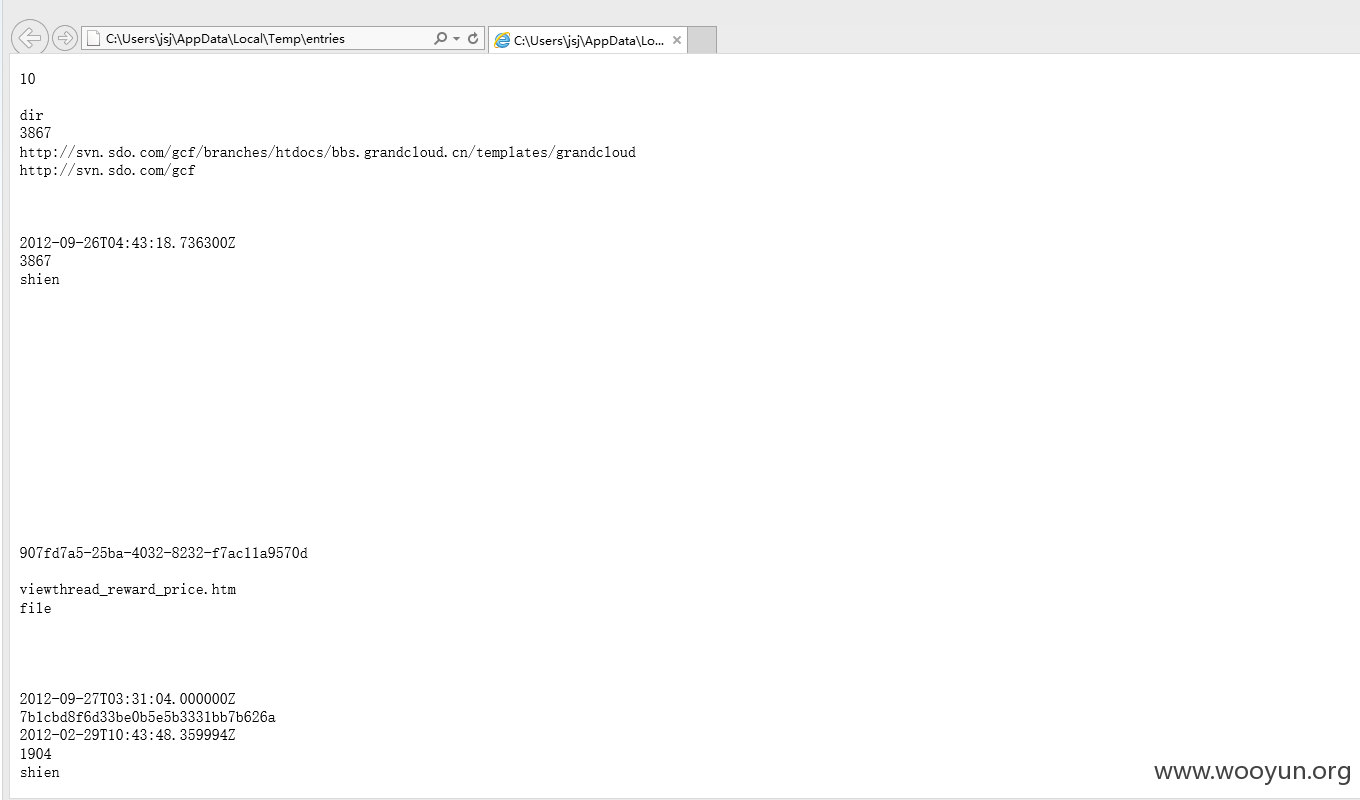 C:\Users\jsj\AppData\Local\Temp\entries
C:\Users\jsj\AppData\Lo...
10
dir
3867
http://svn.sdo.com/gcf/branches/htdocs/bbs.grandcloud.cn/templates/grandcloud
http://svn.sdo.com/gcf
2012-09-26T04:43:18.736300Z
3867
shien
907fd7a5-25ba-4032-8232-f7ac11a9570d
viewthread_reward_price.htm
file
2012-09-27T03:31:04.000000Z
7b1cbd8f6d33be0b5e5b3331bb7b626a
2012-02-29T10:43:48.359994Z
1904
shien
www.wooyun.org